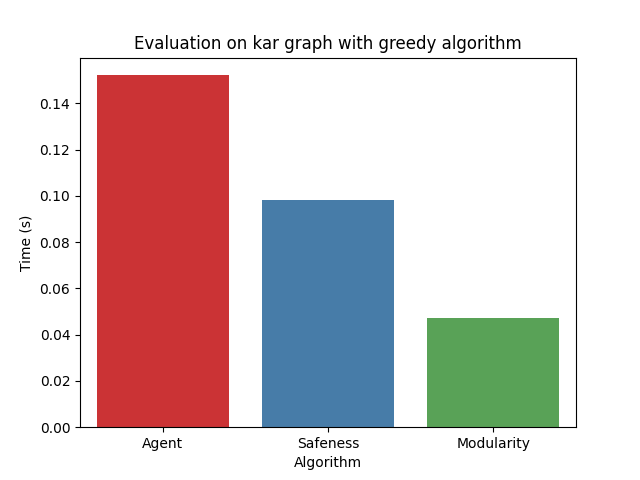 Evaluation on kar graph with greedy algorithm
0.14
0.12
0.10
0.08
0.06
0.04
0.02
0.00
Time (s)
Agent
Safeness
Modularity
Algorithm